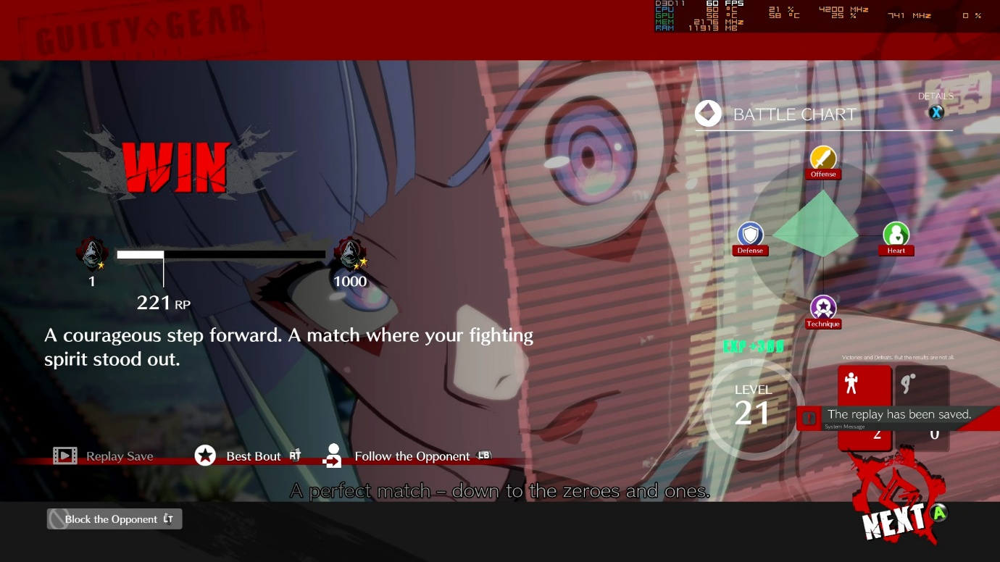 GUILTY GEAR
D3D11 60 FPS
CPU 60 °C 21 % 4200 MHz
GPU 56 °C 58 °C 25 % 741 MHz 0 %
MEM 2176 MHz
RAM 11913 MB
DETAILS
X
BATTLE CHART
WIN
Offense
Defense
Heart
Technique
1
1000
221 RP
A courageous step forward. A match where your fighting
spirit stood out.
EXP +300
LEVEL
21
Victories and Defeats. But the results are not all.
The replay has been saved.
System Message
2 0
Replay Save
Best Bout RT
Follow the Opponent LB
A perfect match – down to the zeroes and ones.
Block the Opponent LT
NEXT A